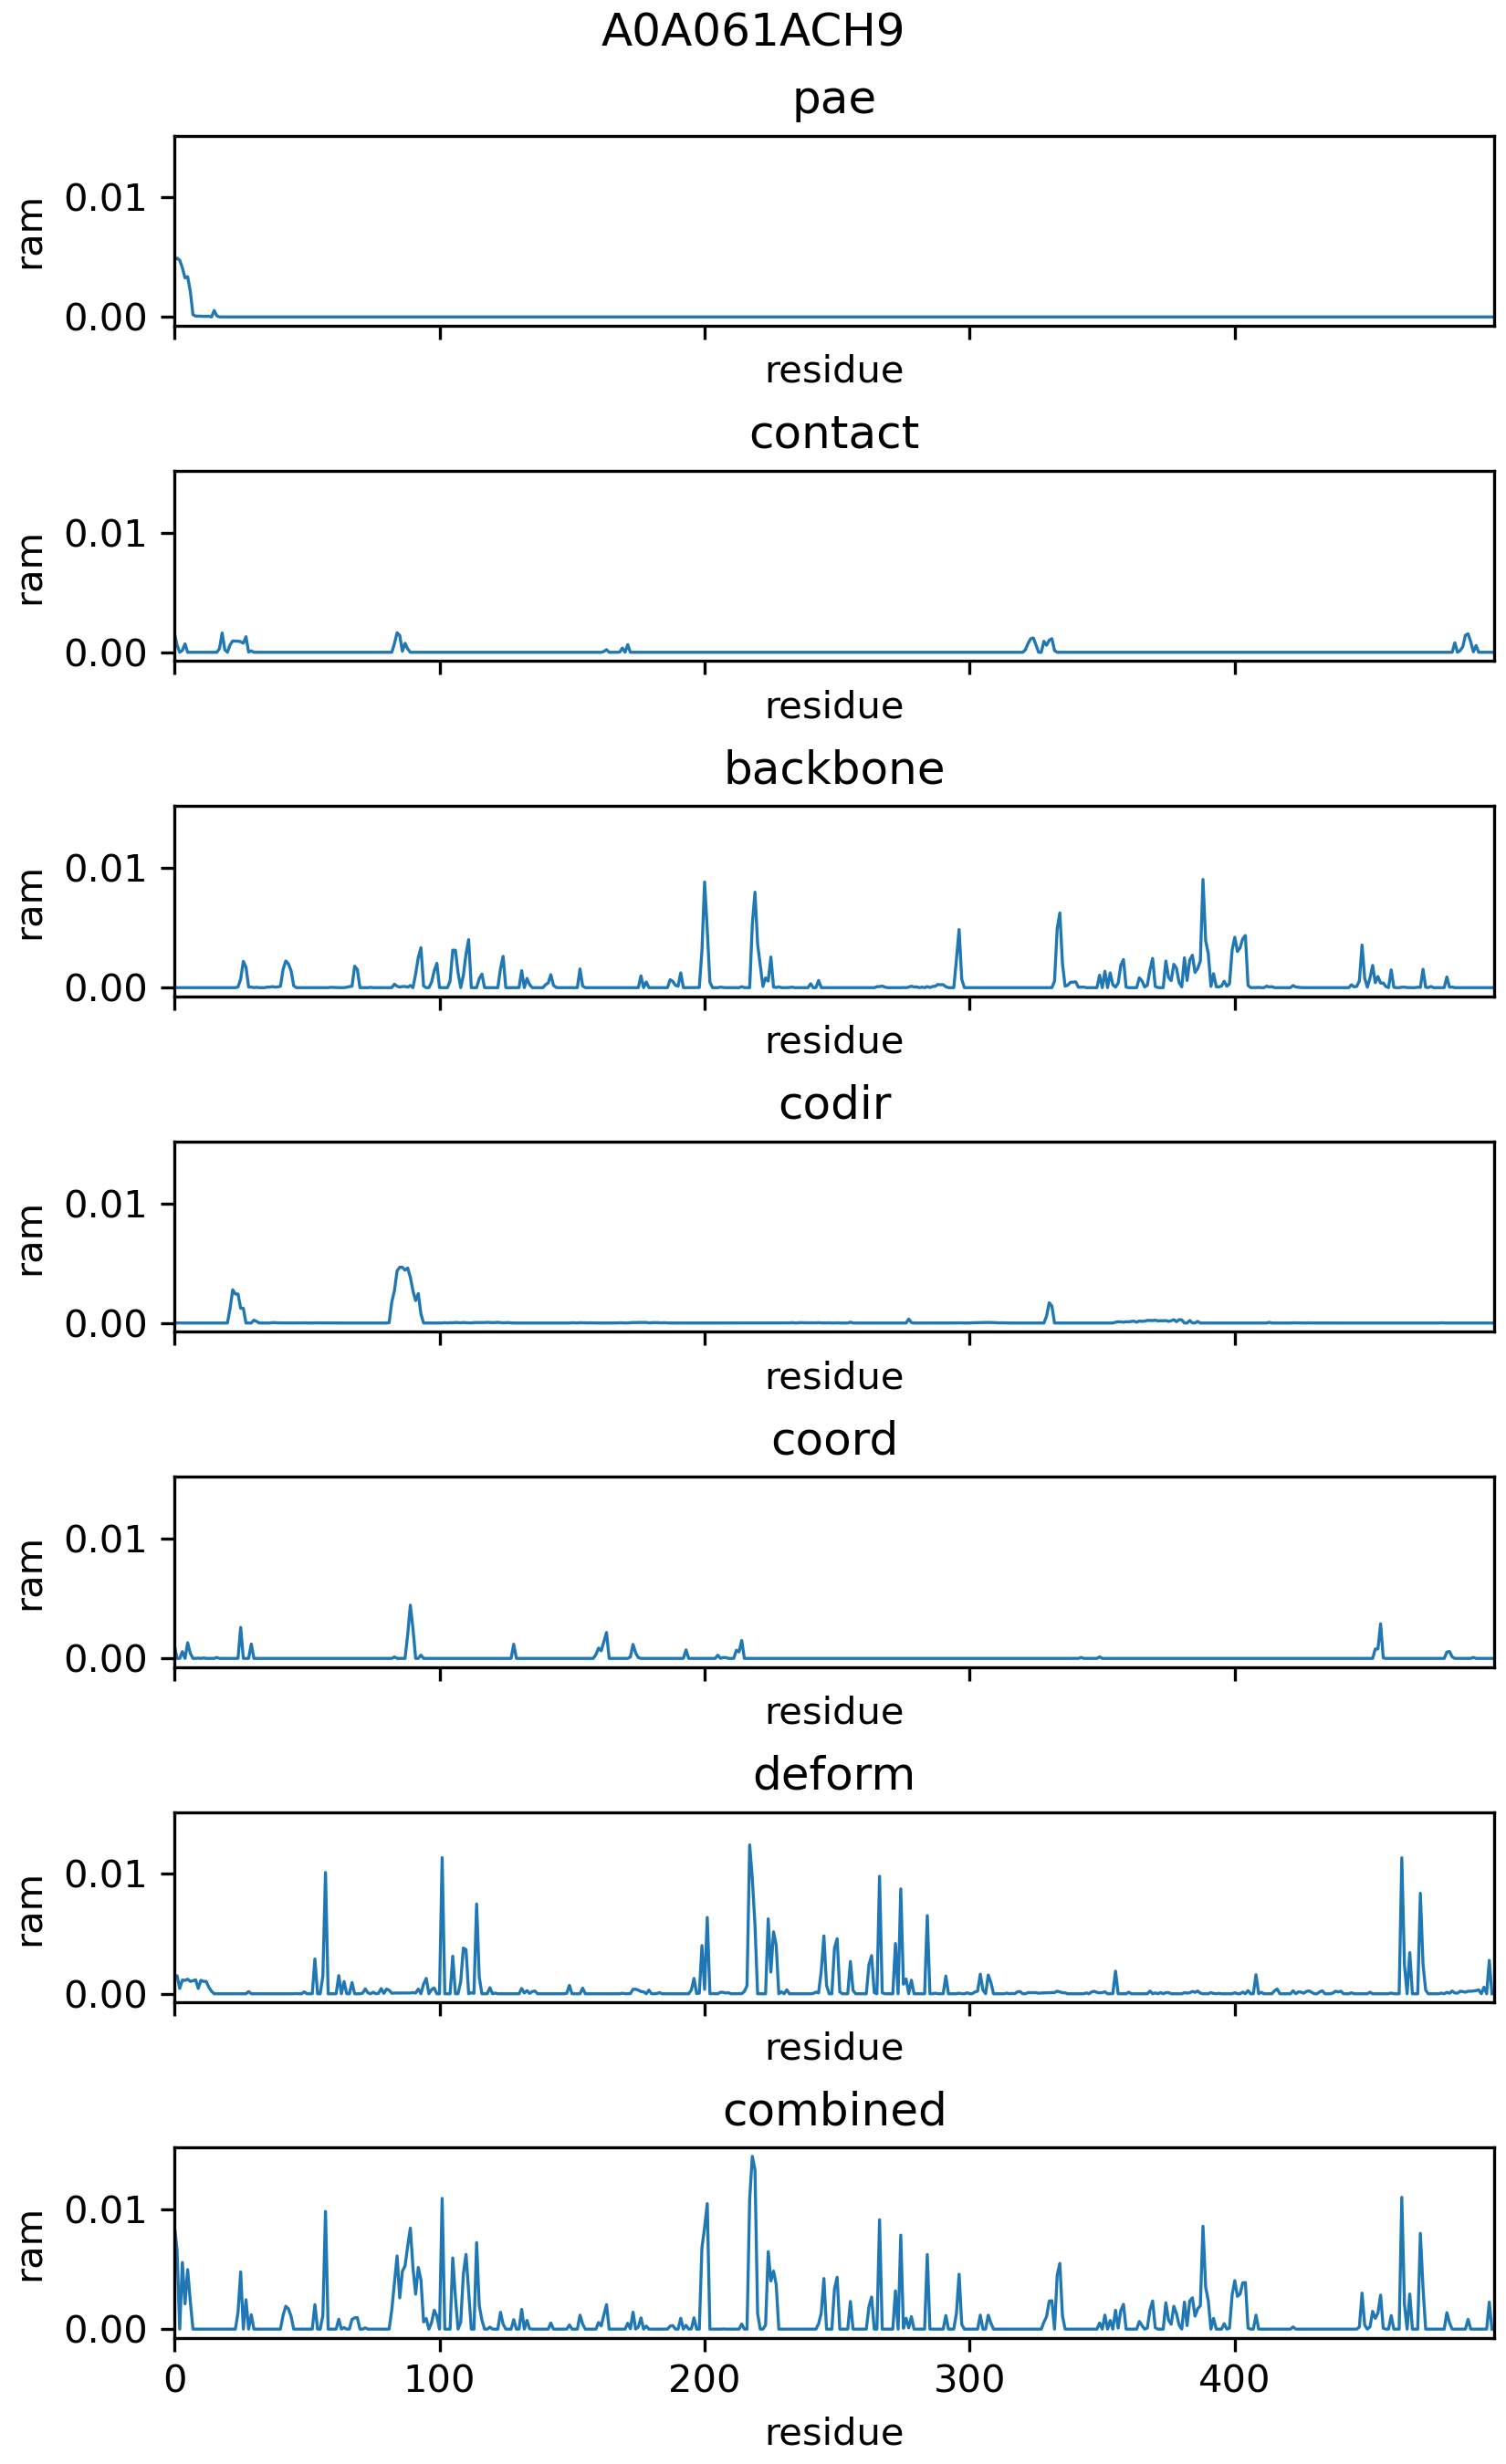 A0A061ACH9
pae
0.01
ram
0.00
residue
contact
0.01
ram
0.00
residue
backbone
0.01
ram
0.00
residue
codir
0.01
ram
0.00
residue
coord
0.01
ram
0.00
residue
deform
0.01
ram
0.00
residue
combined
0.01
ram
0.00
0 100 200 300 400
residue